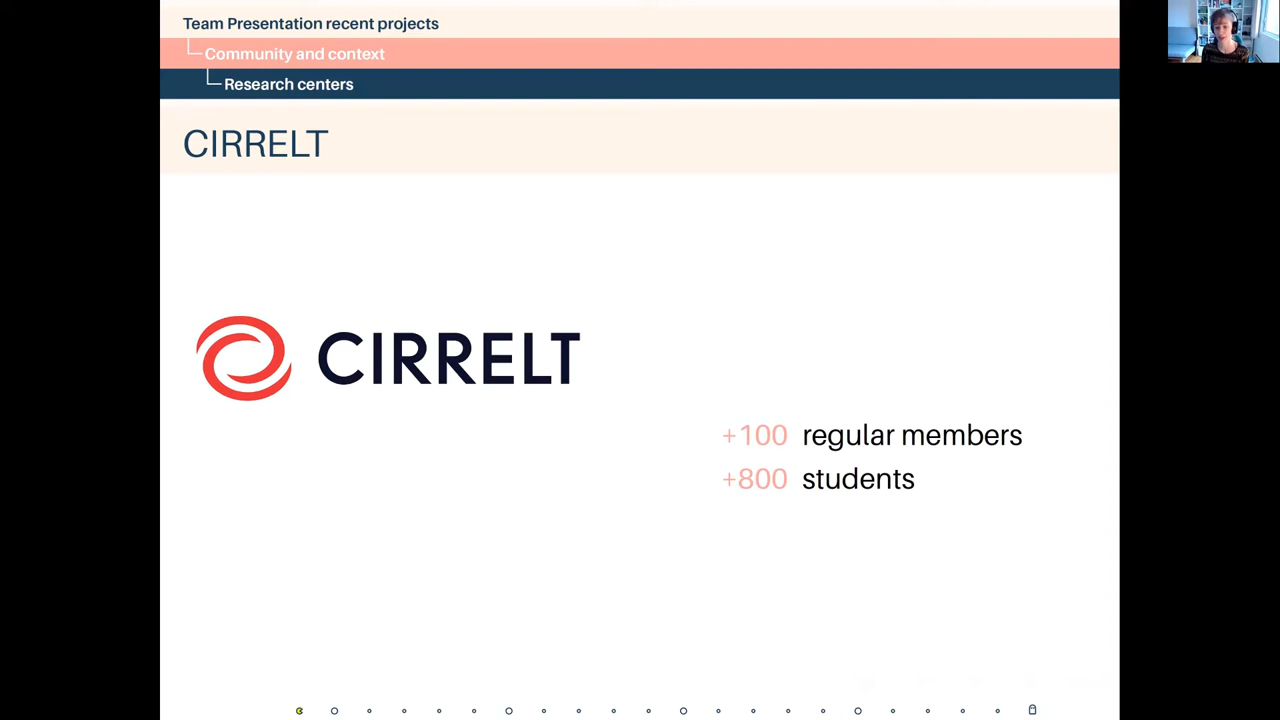 Team Presentation recent projects
Community and context
Research centers
CIRRELT
CIRRELT
+100 regular members
+800 students